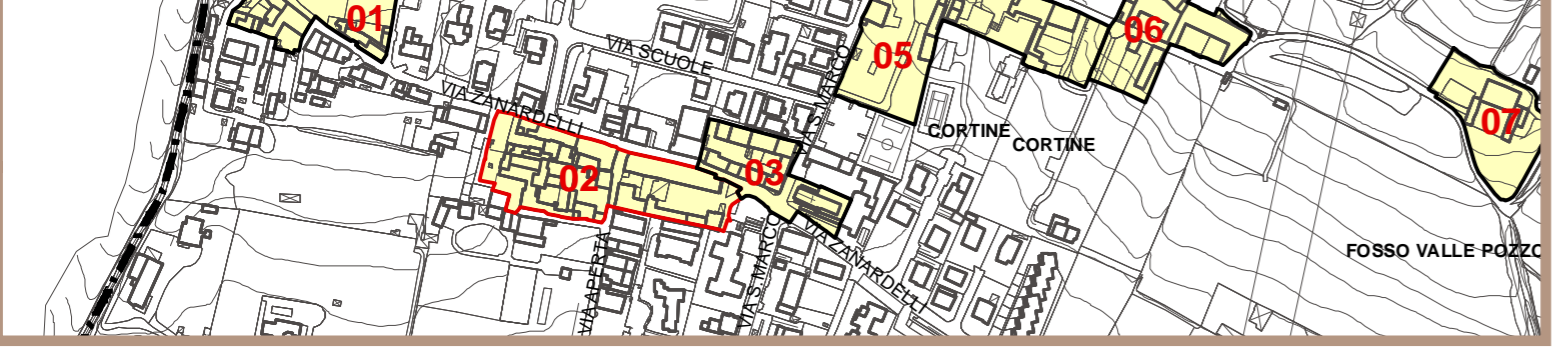 01
06
05
VIA SCUOLE
VIA S.MARCO
07
VIA ZANARDELLI
CORTINE
CORTINE
03
02
VIA APERTA
VIA S.MARCO
VIA ZANARDELLI
FOSSO VALLE POZZO